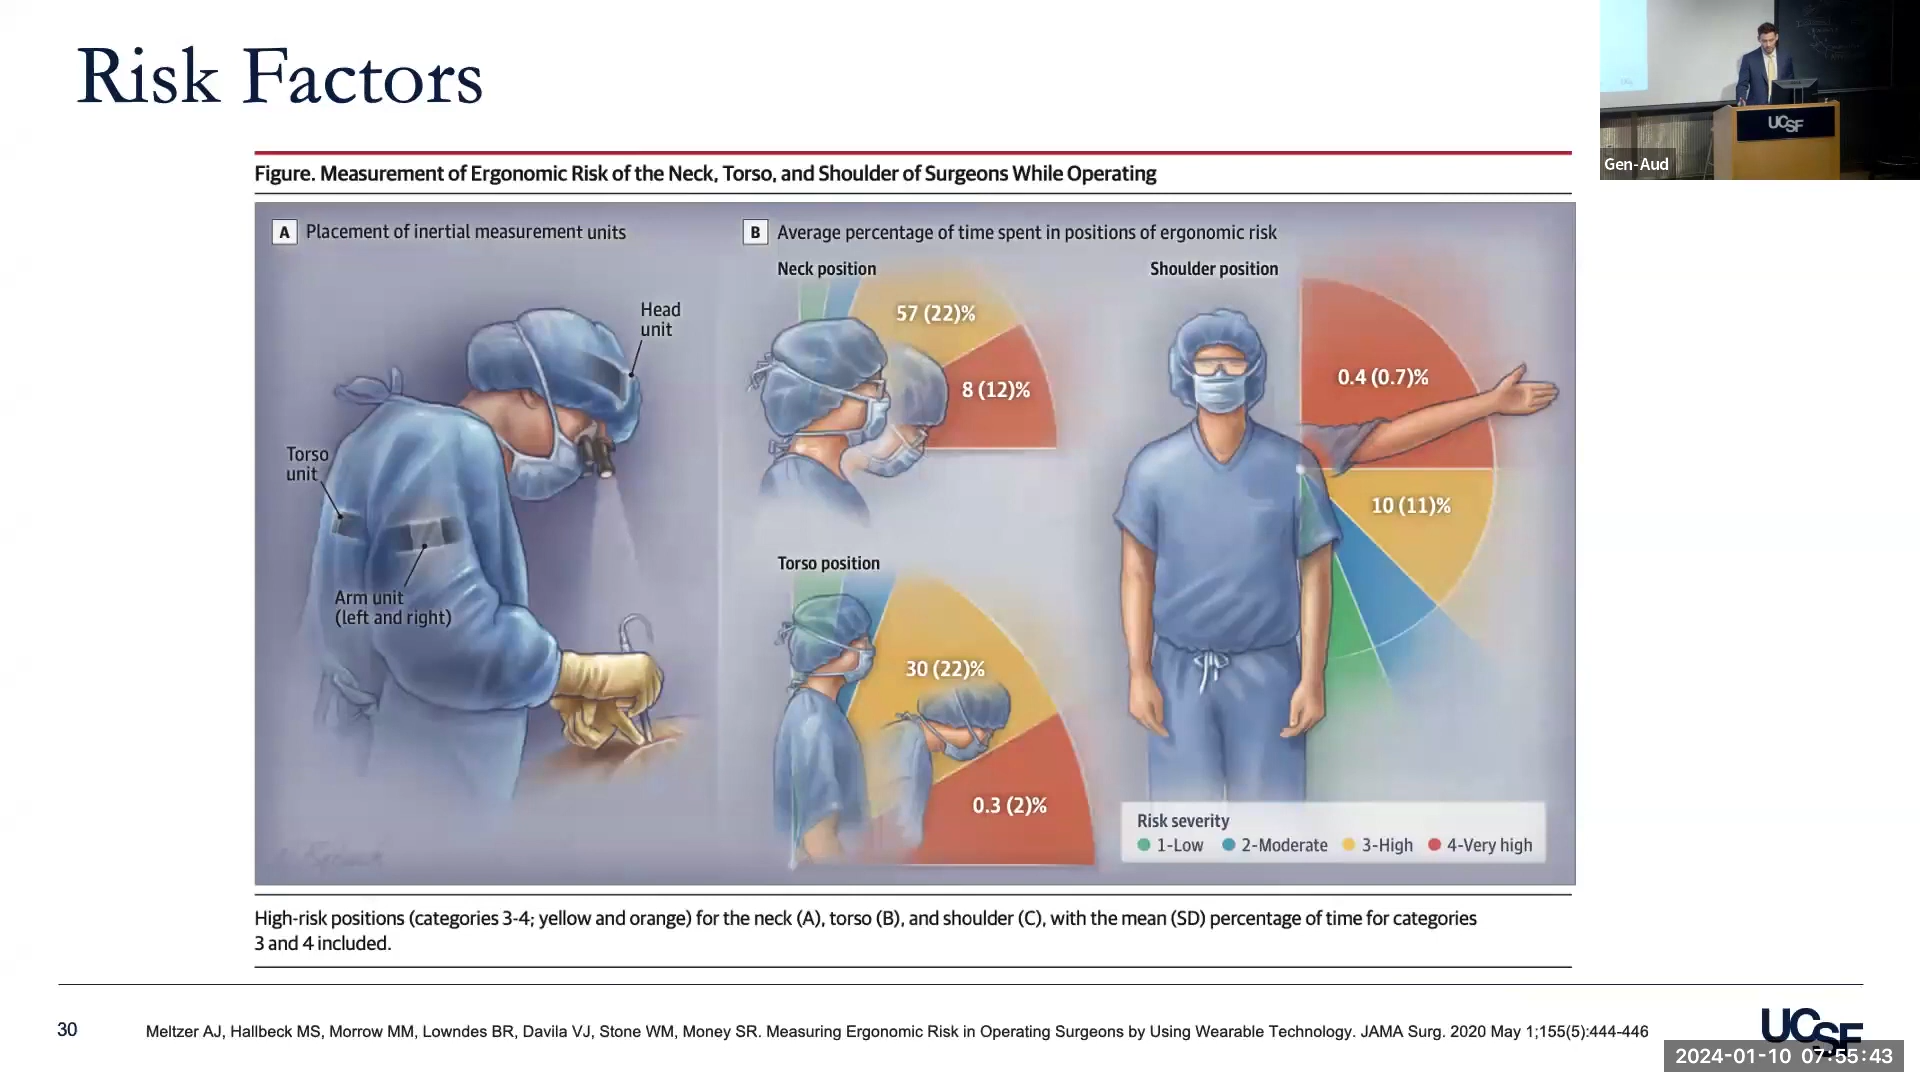 Risk Factors
UCSF
Gen-Aud
Figure. Measurement of Ergonomic Risk of the Neck, Torso, and Shoulder of Surgeons While Operating
A Placement of inertial measurement units
Head
unit
Torso
unit
Arm unit
(left and right)
B Average percentage of time spent in positions of ergonomic risk
Neck position
57 (22)%
8 (12)%
Torso position
30 (22)%
0.3 (2)%
Shoulder position
0.4 (0.7)%
10 (11)%
Risk severity
1-Low 2-Moderate 3-High 4-Very high
High-risk positions (categories 3-4; yellow and orange) for the neck (A), torso (B), and shoulder (C), with the mean (SD) percentage of time for categories
3 and 4 included.
30
Meltzer AJ, Hallbeck MS, Morrow MM, Lowndes BR, Davila VJ, Stone WM, Money SR. Measuring Ergonomic Risk in Operating Surgeons by Using Wearable Technology. JAMA Surg. 2020 May 1;155(5):444-446
UCSF
2024-01-10 07:55:43